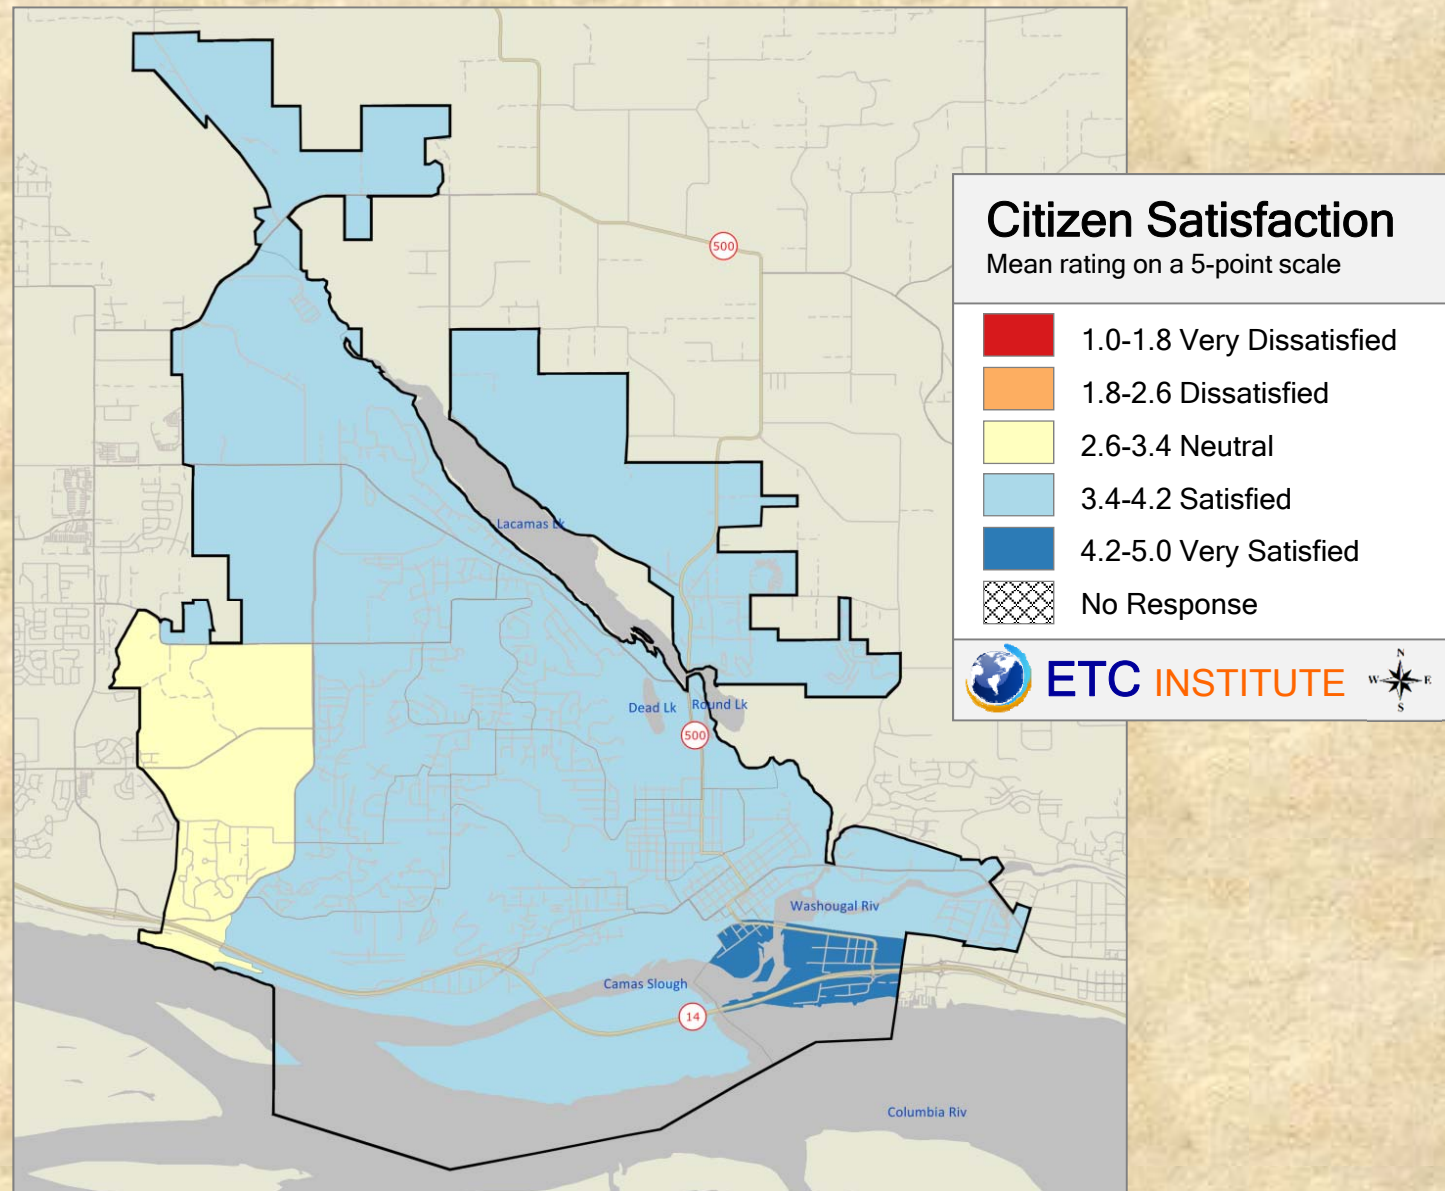 500
Citizen Satisfaction
Mean rating on a 5-point scale
1.0-1.8 Very Dissatisfied
1.8-2.6 Dissatisfied
2.6-3.4 Neutral
3.4-4.2 Satisfied
4.2-5.0 Very Satisfied
No Response
ETC INSTITUTE
N
W E
S
Lacamas Lk
Dead Lk Round Lk
500
Washougal Riv
Camas Slough
14
Columbia Riv